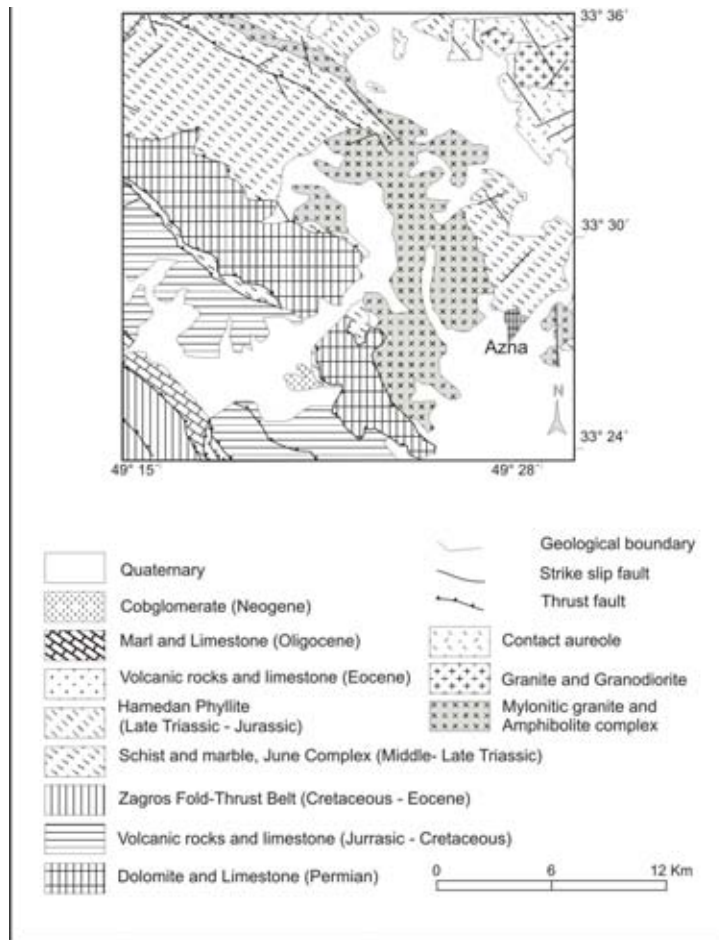 33° 36´
33° 30´
Azna
N
33° 24´
49° 15´
49° 28´
Quaternary
Cobglomerate (Neogene)
Marl and Limestone (Oligocene)
Volcanic rocks and limestone (Eocene)
Hamedan Phyllite
(Late Triassic - Jurassic)
Schist and marble, June Complex (Middle- Late Triassic)
Zagros Fold-Thrust Belt (Cretaceous - Eocene)
Volcanic rocks and limestone (Jurrasic - Cretaceous)
Dolomite and Limestone (Permian)
Geological boundary
Strike slip fault
Thrust fault
Contact aureole
Granite and Granodiorite
Mylonitic granite and
Amphibolite complex
0 6 12 Km